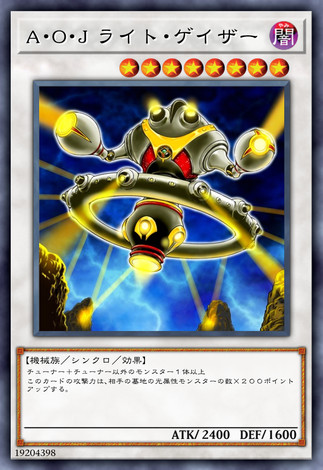 A・O・J ライト・ゲイザー
やみ
闇
【機械族／シンクロ／効果】
チューナー＋チューナー以外のモンスター１体以上
このカードの攻撃力は、相手の墓地の光属性モンスターの数×２００ポイント
アップする。
ATK/2400 DEF/1600
19204398